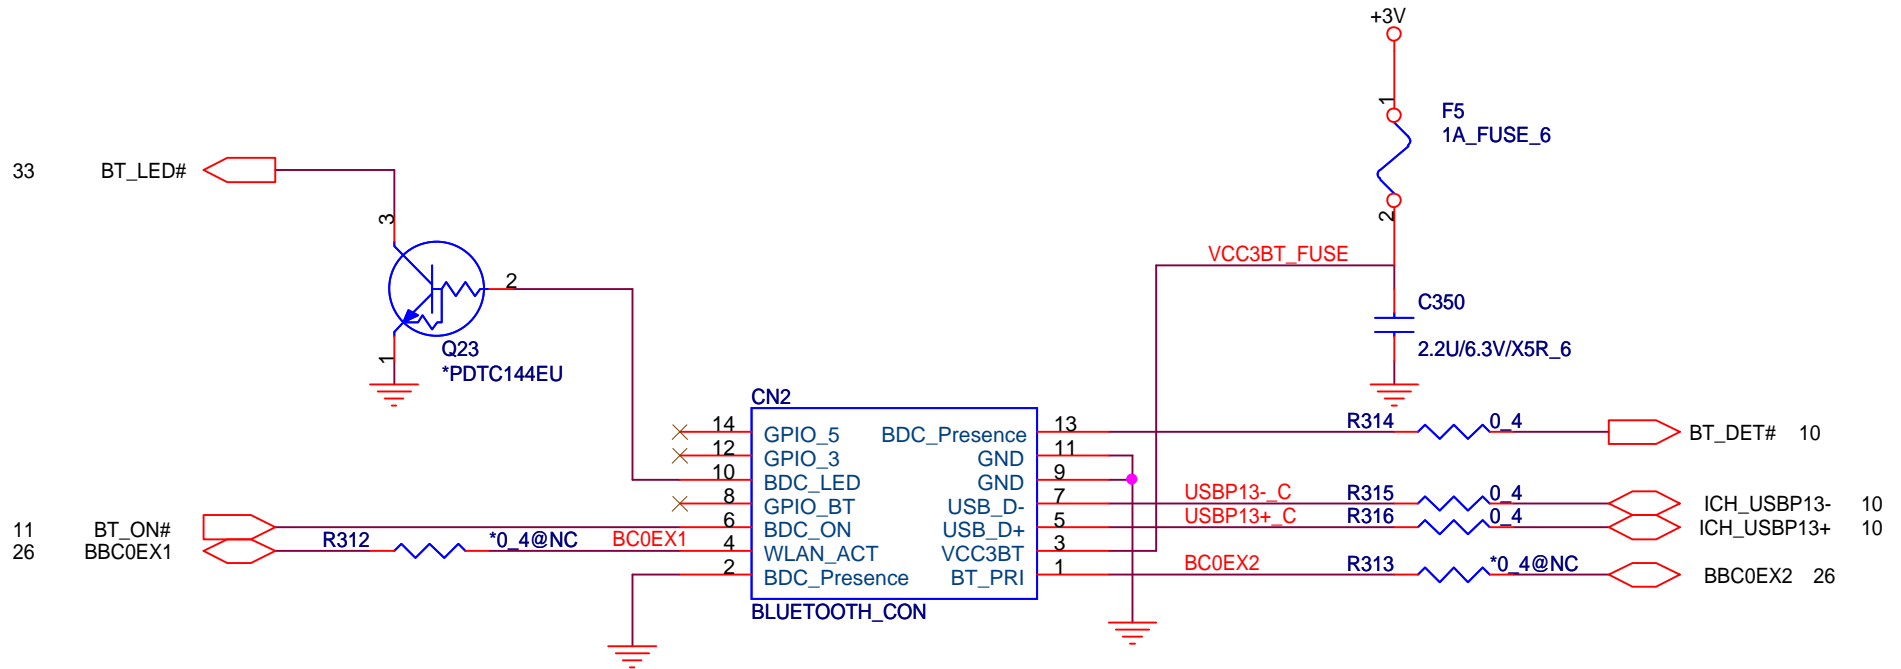 +3V
1
F5
1A_FUSE_6
33 BT_LED#
3
2
VCC3BT_FUSE
2
C350
Q23
2.2U/6.3V/X5R_6
1
*PDTC144EU
CN2
14 GPIO_5 BDC_Presence 13 R314 0_4 BT_DET# 10
12 GPIO_3 GND 11
10 BDC_LED GND 9
8 GPIO_BT USB_D- 7 USBP13-_C R315 0_4 ICH_USBP13- 10
11 BT_ON# 6 BDC_ON USB_D+ 5 USBP13+_C R316 0_4 ICH_USBP13+ 10
26 BBC0EX1 R312 *0_4@NC BC0EX1 4 WLAN_ACT VCC3BT 3
2 BDC_Presence BT_PRI 1 BC0EX2 R313 *0_4@NC BBC0EX2 26
BLUETOOTH_CON